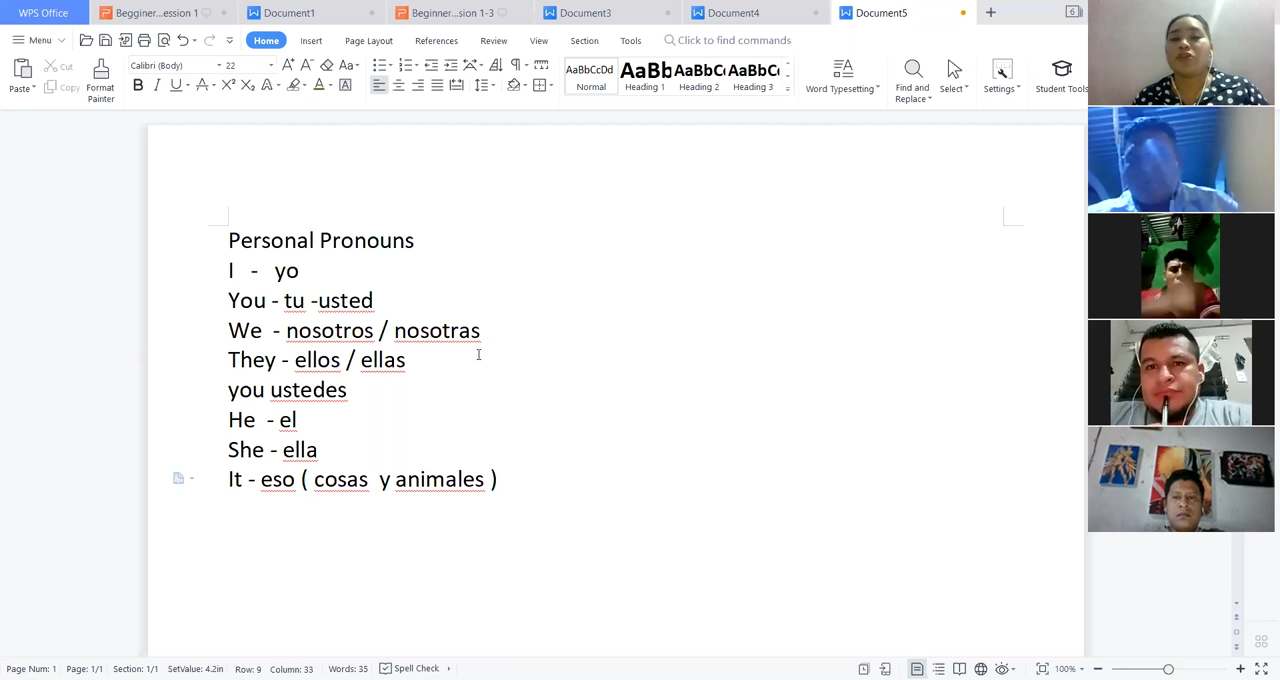 WPS Office
Begginer...ession 1
Document1
Beginner...sion 1-3
Document3
Document4
Document5
6
Menu
Home
Insert
Page Layout
References
Review
View
Section
Tools
Click to find commands
Paste
Cut
Copy
Format Painter
Calibri (Body)
22
AaBbCcDd
Normal
AaBb
Heading 1
AaBbC
Heading 2
AaBbC
Heading 3
Word Typesetting
Find and Replace
Select
Settings
Student Tools
Personal Pronouns
I - yo
You - tu -usted
We - nosotros / nosotras
They - ellos / ellas
you ustedes
He - el
She - ella
It - eso ( cosas y animales )
Page Num: 1 Page: 1/1 Section: 1/1 SetValue: 4.2in Row: 9 Column: 33 Words: 35 Spell Check 100%